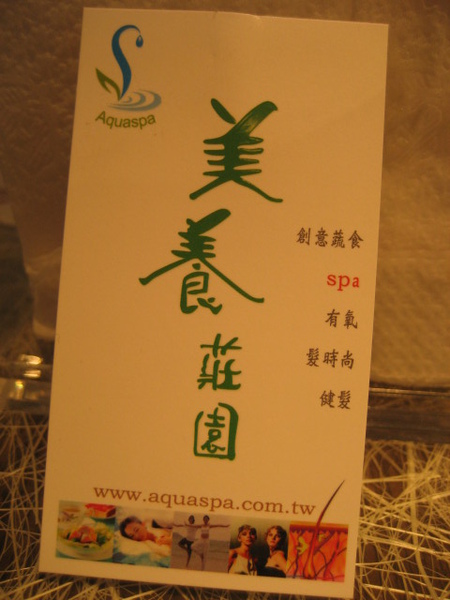 Aquaspa
美養莊園
創意蔬食
spa
有氧
髮時尚
健髮
www.aquaspa.com.tw